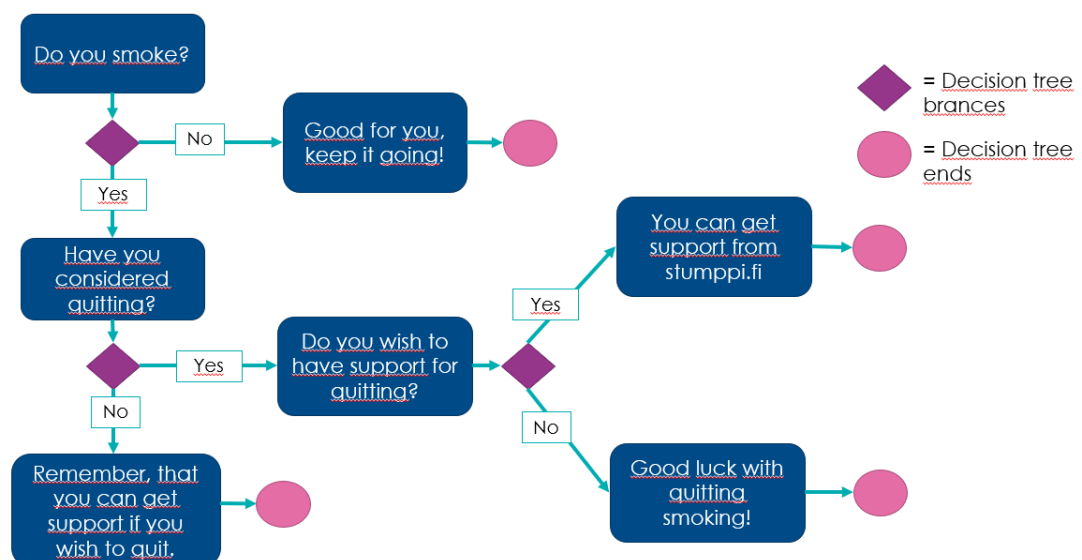 Do you smoke?
No
Good for you,
keep it going!
= Decision tree
brances
= Decision tree
ends
Yes
Have you
considered
quitting?
You can get
support from
stumppi.fi
Yes
Do you wish to
have support for
quitting?
Yes
No
No
Remember, that
you can get
support if you
wish to quit.
Good luck with
quitting
smoking!